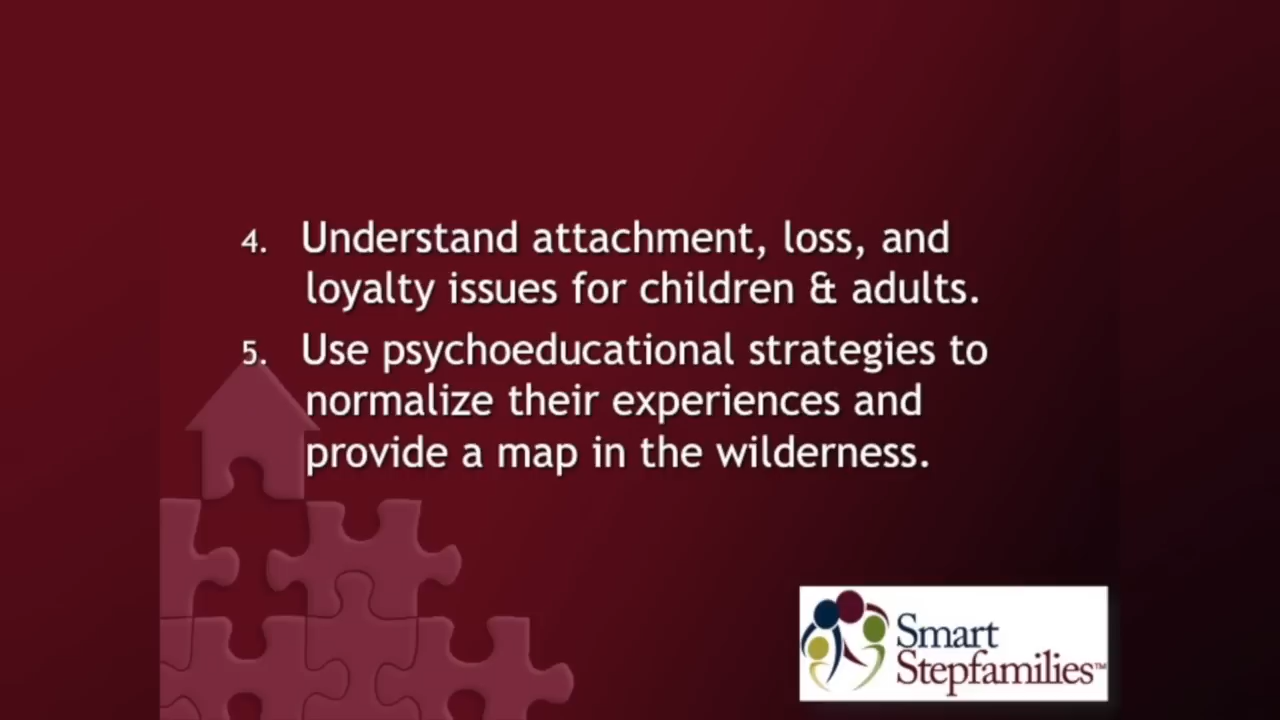 4. Understand attachment, loss, and
loyalty issues for children & adults.
5. Use psychoeducational strategies to
normalize their experiences and
provide a map in the wilderness.
Smart
Stepfamilies™